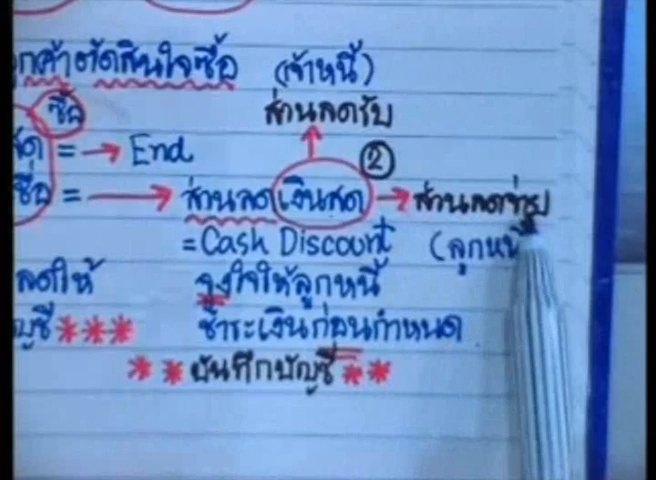 ลูกค้าตัดสินใจซื้อ (เจ้าหนี้)
ซื้อ ส่วนลดรับ
สด = → End ②
ซื้อ = → ส่วนลดเงินสด → ส่วนลดจ่าย
= Cash Discount (ลูกหนี้
ลดให้ จูงใจให้ลูกหนี้
บัญชี *** ชำระเงินก่อนกำหนด
** บันทึกบัญชี **